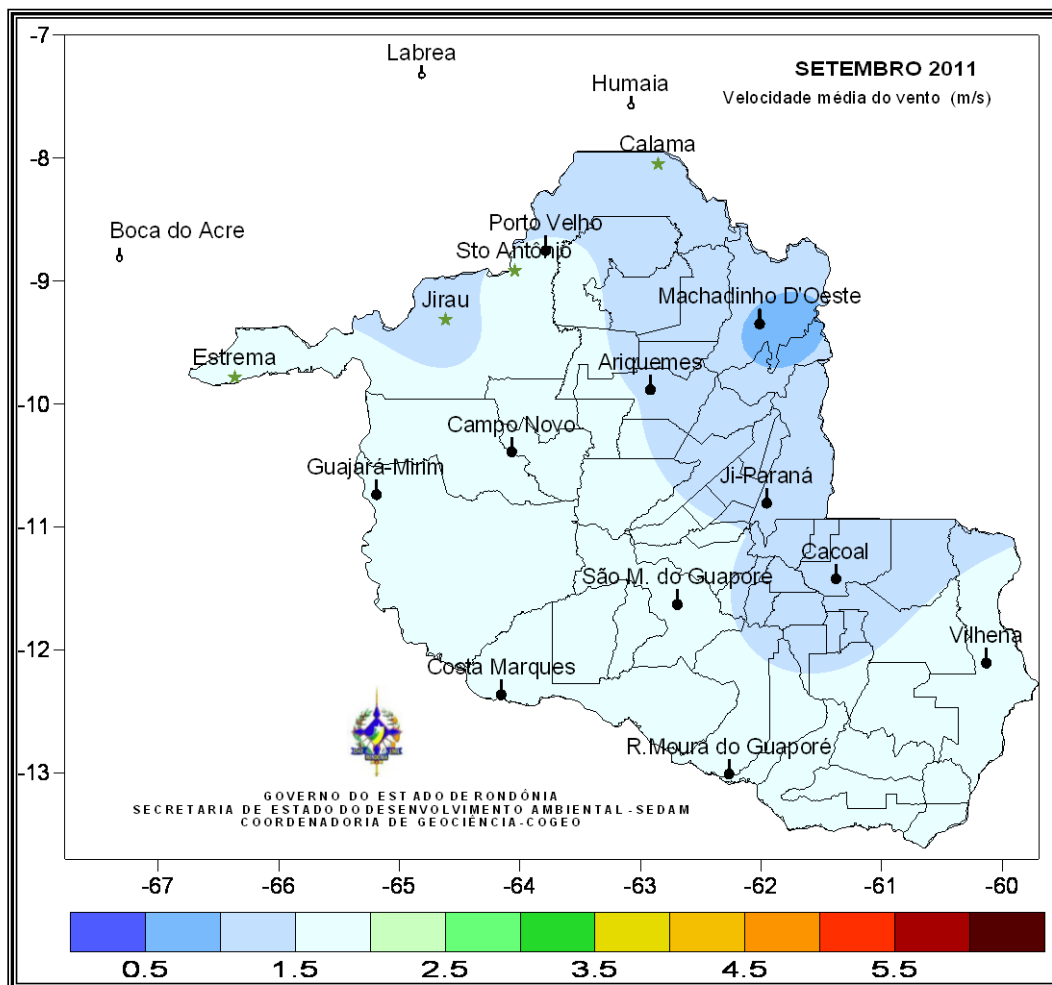 SETEMBRO 2011
Velocidade média do vento (m/s)
Labrea
Humaia
Calama
Boca do Acre
Porto Velho
Sto Antônio
Jirau
Machadinho D'Oeste
Estrema
Ariquemes
Campo Novo
Guajará-Mirim
Ji-Paraná
Cacoal
São M. do Guaporé
Vilhena
Costa Marques
R.Moura do Guaporé
GOVERNO DO ESTADO DE RONDÔNIA
SECRETARIA DE ESTADO DO DESENVOLVIMENTO AMBIENTAL-SEDAM
COORDENADORIA DE GEOCIÊNCIA-COGEO
-7
-8
-9
-10
-11
-12
-13
-67 -66 -65 -64 -63 -62 -61 -60
0.5 1.5 2.5 3.5 4.5 5.5